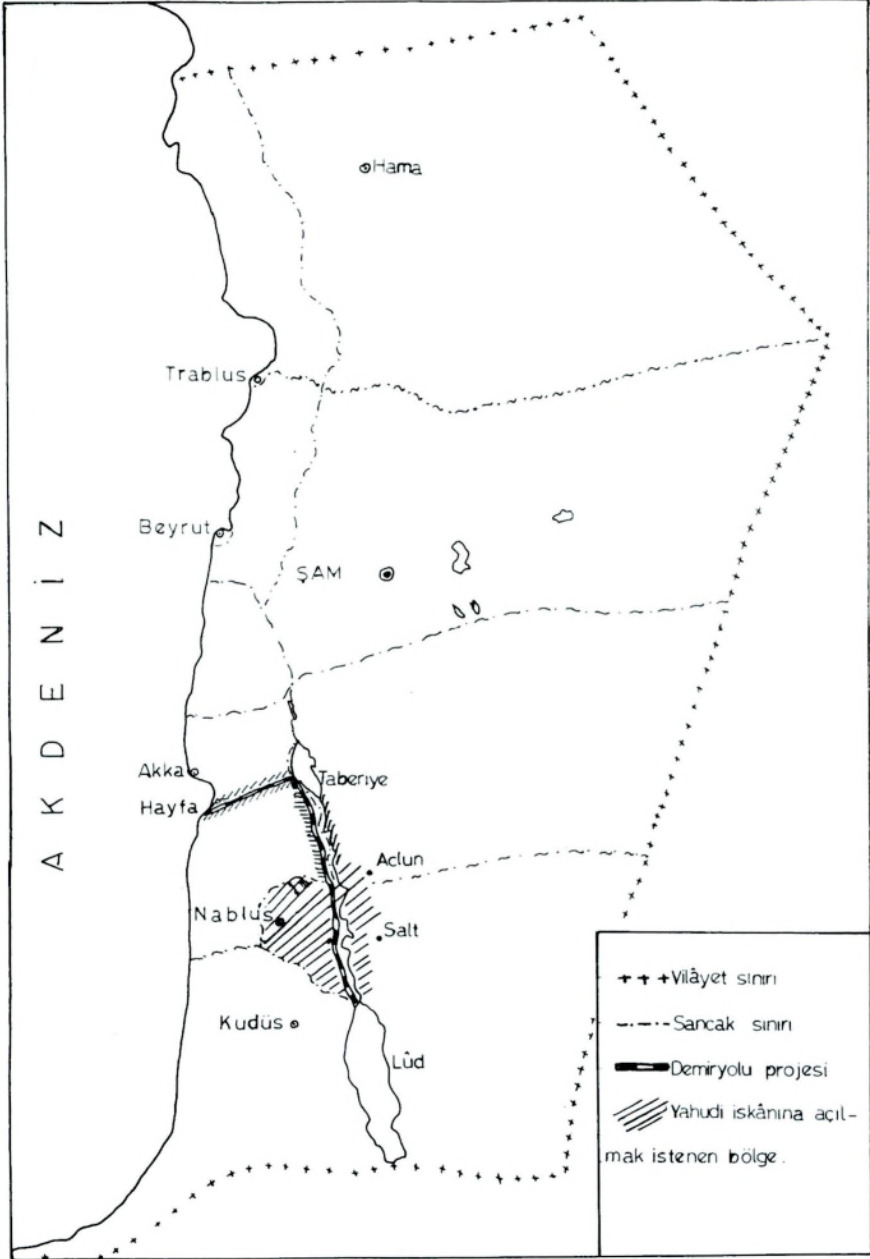 Hama
Trablus
Beyrut
ŞAM
AKDENİZ
Akka
Taberiye
Hayfa
Aclun
Nablus
Salt
Kudüs
Lûd
Vilâyet sınırı
Sancak sınırı
Demiryolu projesi
Yahudi iskânına açıl-
mak istenen bölge.